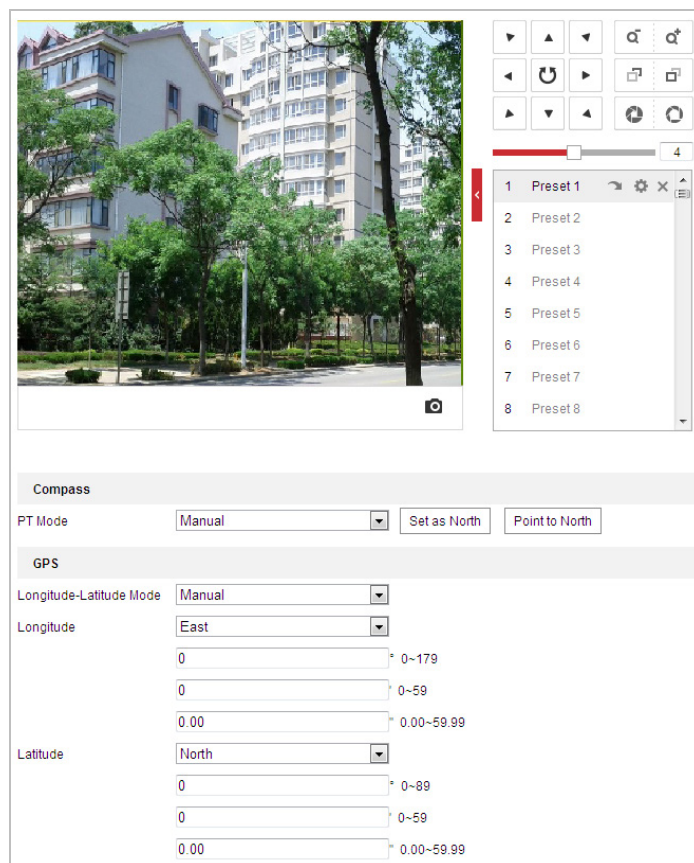 4
1 Preset 1
2 Preset 2
3 Preset 3
4 Preset 4
5 Preset 5
6 Preset 6
7 Preset 7
8 Preset 8
Compass
PT Mode Manual Set as North Point to North
GPS
Longitude-Latitude Mode Manual
Longitude East
0 ° 0~179
0 ' 0~59
0.00 " 0.00~59.99
Latitude North
0 ° 0~89
0 ' 0~59
0.00 " 0.00~59.99